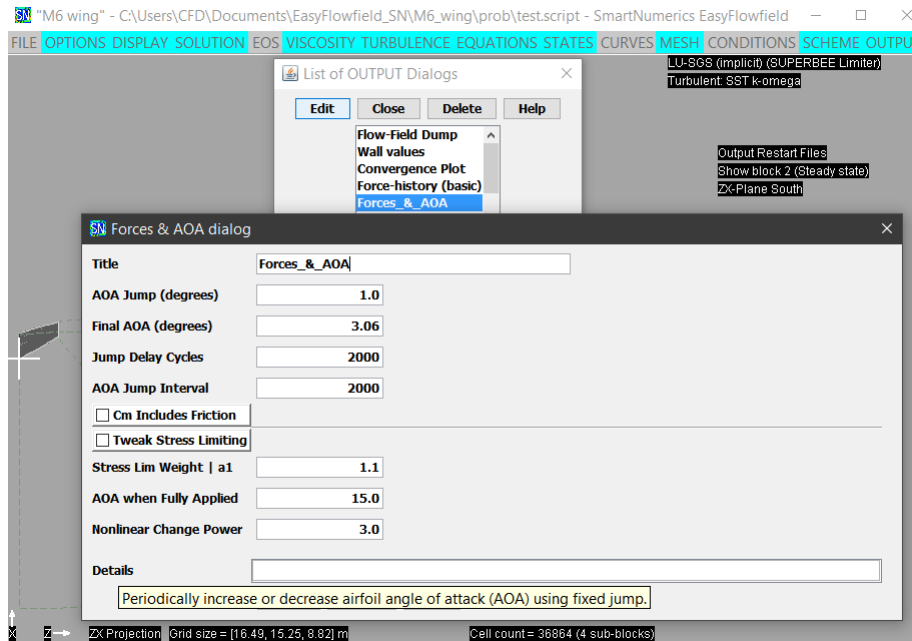 "M6 wing" - C:\Users\CFD\Documents\EasyFlowfield_SN\M6_wing\prob\test.script - SmartNumerics EasyFlowfield
FILE OPTIONS DISPLAY SOLUTION EOS VISCOSITY TURBULENCE EQUATIONS STATES CURVES MESH CONDITIONS SCHEME OUTPU
LU-SGS (implicit) (SUPERBEE Limiter)
Turbulent: SST k-omega
List of OUTPUT Dialogs
Edit Close Delete Help
Flow-Field Dump
Wall values
Convergence Plot
Force-history (basic)
Forces_&_AOA
Output Restart Files
Show block 2 (Steady state)
ZX-Plane South
SN Forces & AOA dialog
Title Forces_&_AOA
AOA Jump (degrees) 1.0
Final AOA (degrees) 3.06
Jump Delay Cycles 2000
AOA Jump Interval 2000
Cm Includes Friction
Tweak Stress Limiting
Stress Lim Weight | a1 1.1
AOA when Fully Applied 15.0
Nonlinear Change Power 3.0
Details
Periodically increase or decrease airfoil angle of attack (AOA) using fixed jump.
X Z ZX Projection Grid size = [16.49, 15.25, 8.82] m Cell count = 36864 (4 sub-blocks)